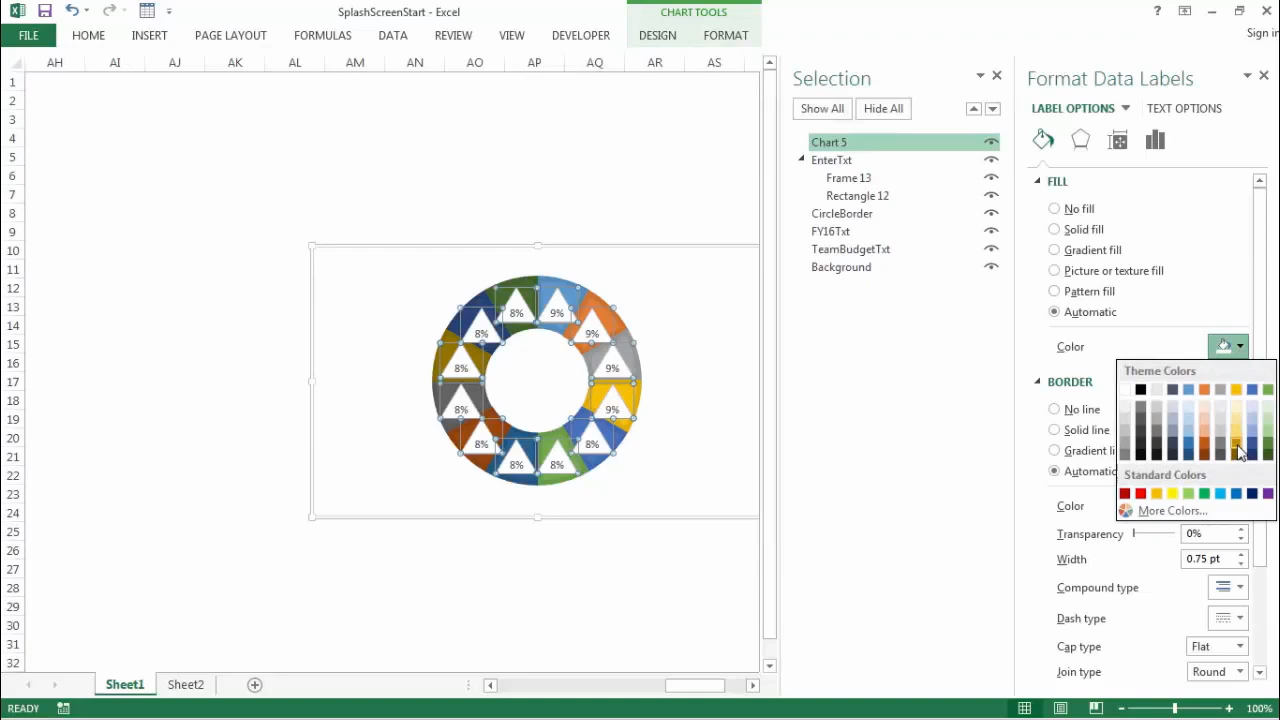 SplashScreenStart - Excel
CHART TOOLS
?
FILE HOME INSERT PAGE LAYOUT FORMULAS DATA REVIEW VIEW DEVELOPER DESIGN FORMAT
Sign in
AH AI AJ AK AL AM AN AO AP AQ AR AS
1
2
3
4
5
6
7
8
9
10
11
12
13
14
15
16
17
18
19
20
21
22
23
24
25
26
27
28
29
30
31
32
8% 9%
8% 9%
8% 9%
8% 9%
8% 8%
8% 8%
Selection
Show All Hide All
Chart 5
EnterTxt
Frame 13
Rectangle 12
CircleBorder
FY16Txt
TeamBudgetTxt
Background
Format Data Labels
LABEL OPTIONS TEXT OPTIONS
FILL
No fill
Solid fill
Gradient fill
Picture or texture fill
Pattern fill
Automatic
Color
Theme Colors
Standard Colors
More Colors...
BORDER
No line
Solid line
Gradient li
Automatic
Color
Transparency 0%
Width 0.75 pt
Compound type
Dash type
Cap type Flat
Join type Round
Sheet1 Sheet2
READY
100%